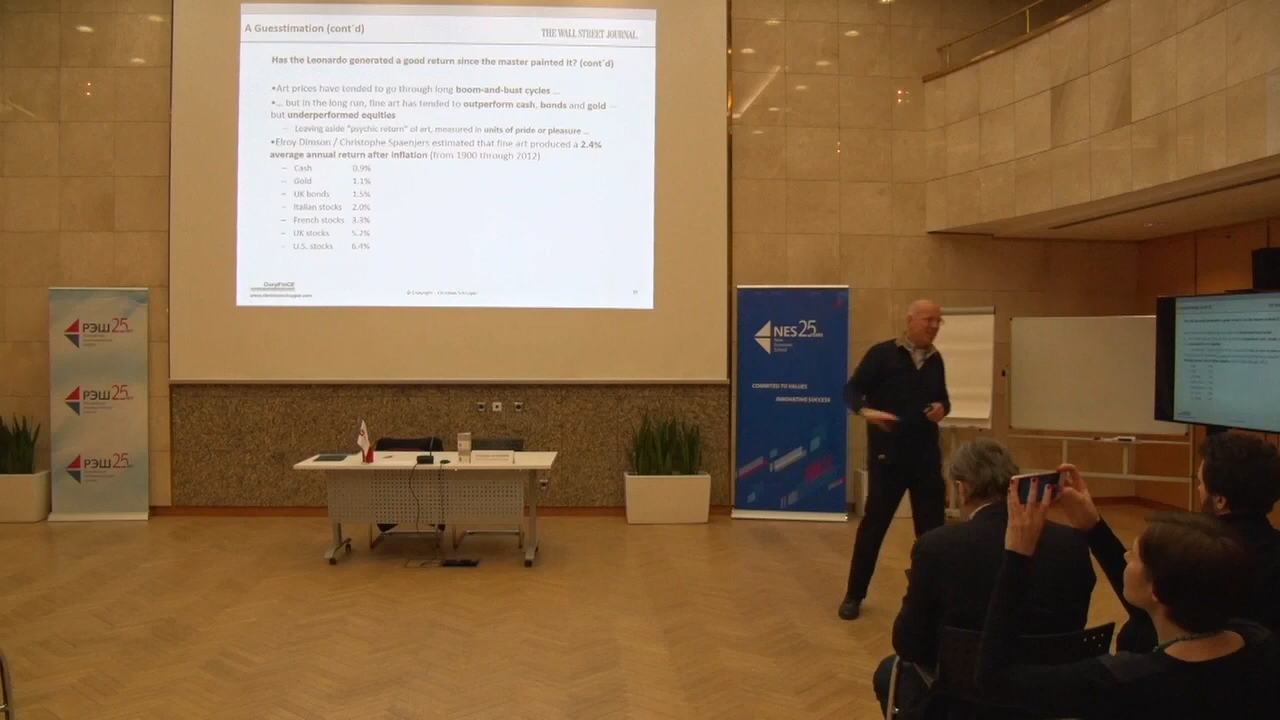 A Guesstimation (cont´d)
THE WALL STREET JOURNAL.
Has the Leonardo generated a good return since the master painted it? (cont´d)
•Art prices have tended to go through long boom-and-bust cycles ...
•... but in the long run, fine art has tended to outperform cash, bonds and gold –
but underperformed equities
– Leaving aside "psychic return" of art, measured in units of pride or pleasure ...
•Elroy Dimson / Christophe Spaenjers estimated that fine art produced a 2.4%
average annual return after inflation (from 1900 through 2012)
– Cash 0.9%
– Gold 1.1%
– UK bonds 1.5%
– Italian stocks 2.0%
– French stocks 3.3%
– UK stocks 5.2%
– U.S. stocks 6.4%
© Copyright
РЭШ 25
РЭШ 25
РЭШ 25
NES 25
New
Economic
School
COMMITED TO VALUES
INNOVATING SUCCESS